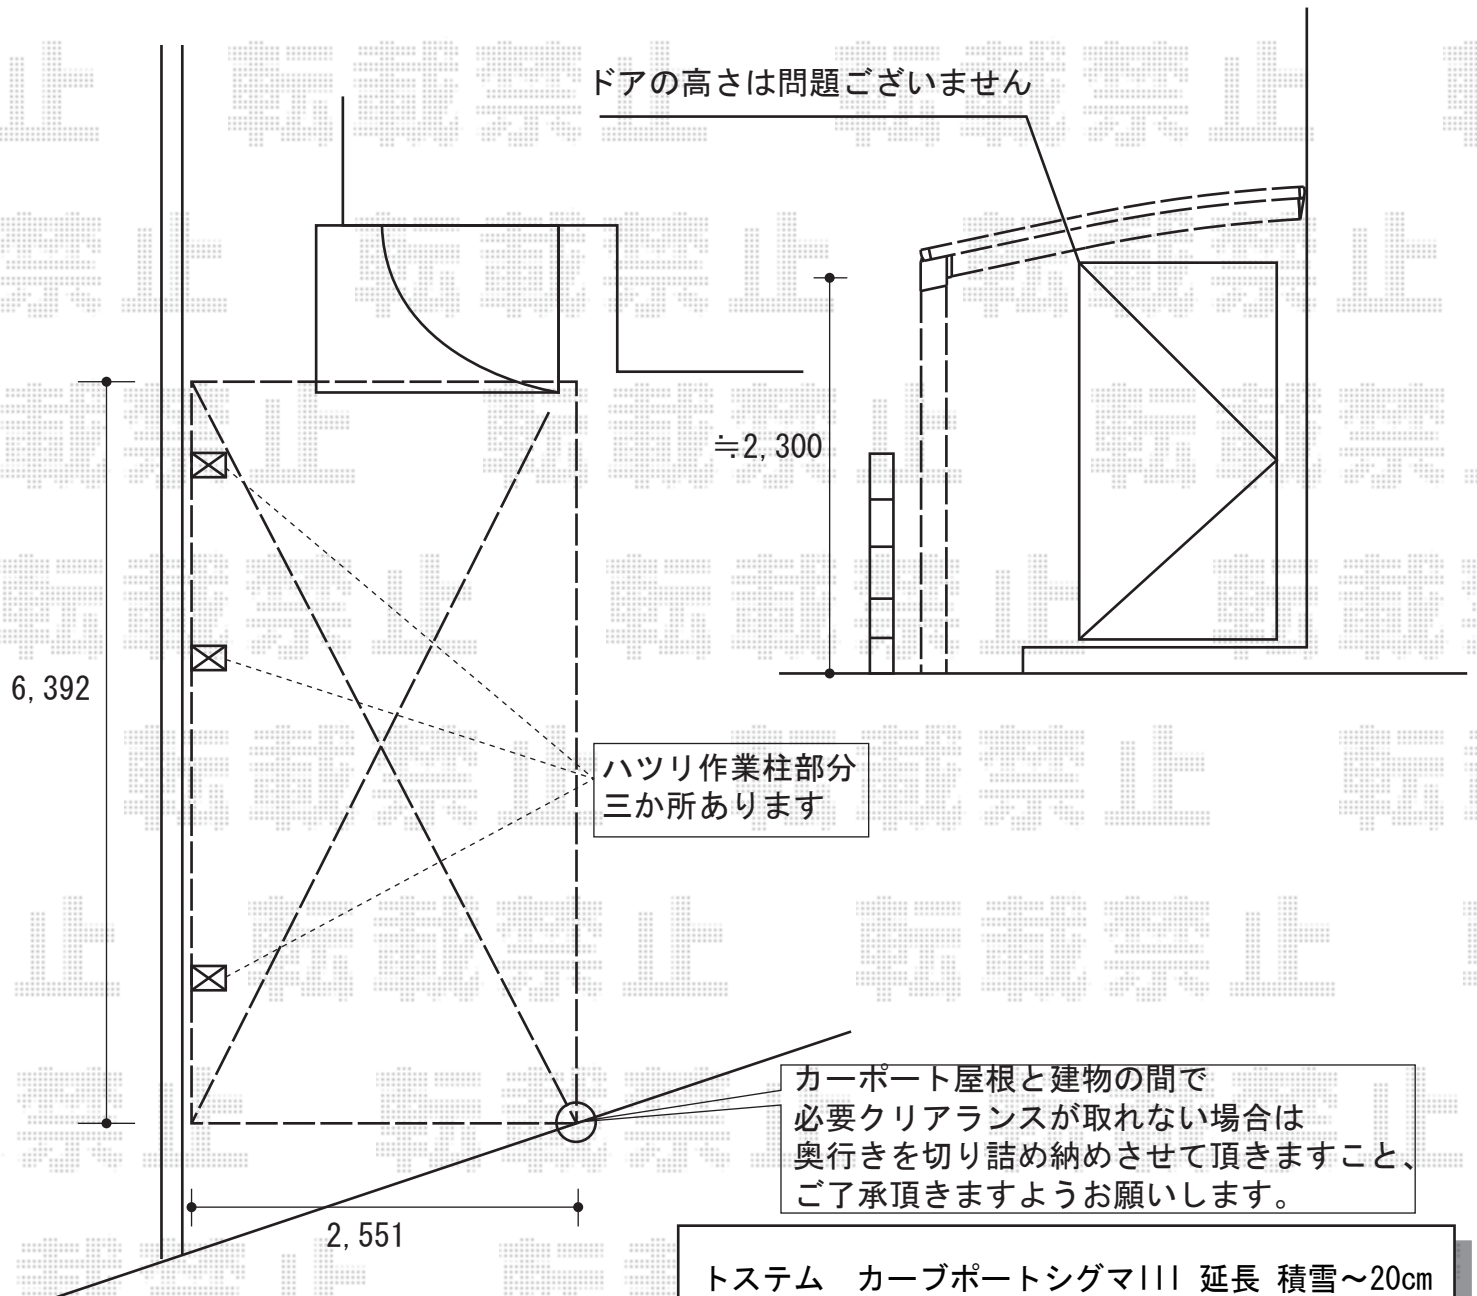 ドアの高さは問題ございません
≒2,300
6,392
ハツリ作業柱部分
三か所あります
カーポート屋根と建物の間で
必要クリアランスが取れない場合は
奥行きを切り詰め納めさせて頂きますこと、
ご了承頂きますようお願いします。
2,551
トステム　カーブポートシグマIII 延長 積雪～20cm
転載禁止